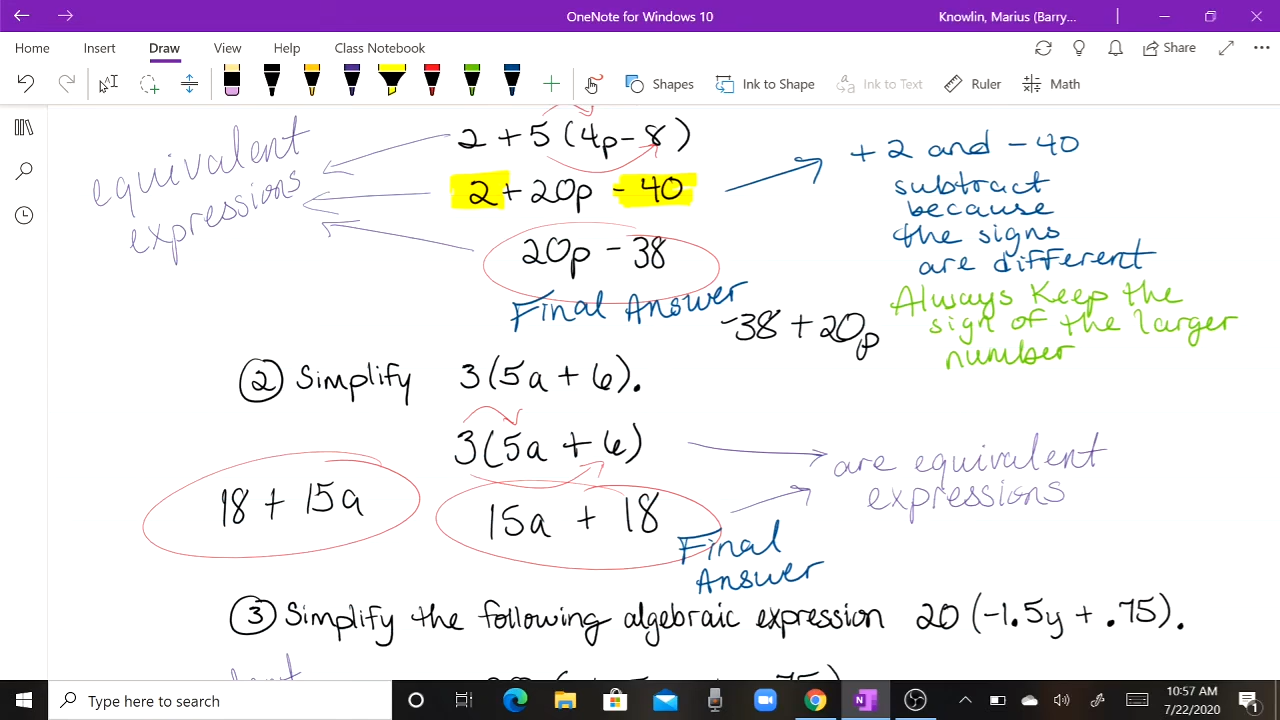 OneNote for Windows 10
Knowlin, Marius (Barry...
Home Insert Draw View Help Class Notebook
Share
Shapes
Ink to Shape
Ink to Text
Ruler
Math
equivalent
expressions
2 + 5 (4p - 8)
2 + 20p - 40
20p - 38
Final Answer
-38 + 20p
+ 2 and - 40
subtract
because
the signs
are different
Always Keep the
sign of the larger
number
② Simplify 3(5a + 6).
3(5a + 6)
18 + 15a
15a + 18
Final
Answer
are equivalent
expressions
③ Simplify the following algebraic expression 20 (-1.5y + .75).
Type here to search
10:57 AM
7/22/2020
1